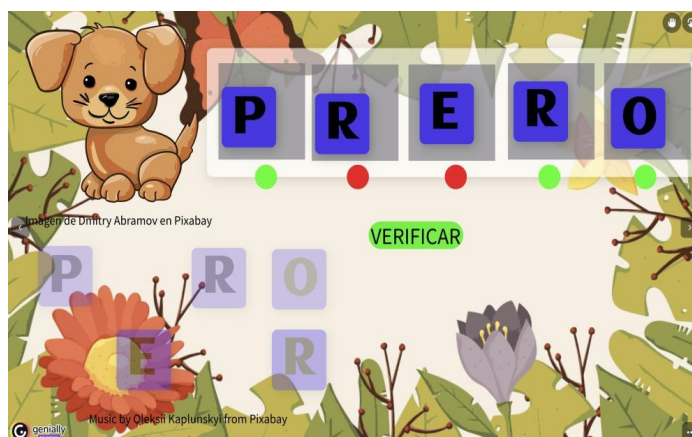 P R E R O
Imagen de Dmitry Abramov en Pixabay
VERIFICAR
P R O
E R
Music by Oleksii Kaplunskyi from Pixabay
genially